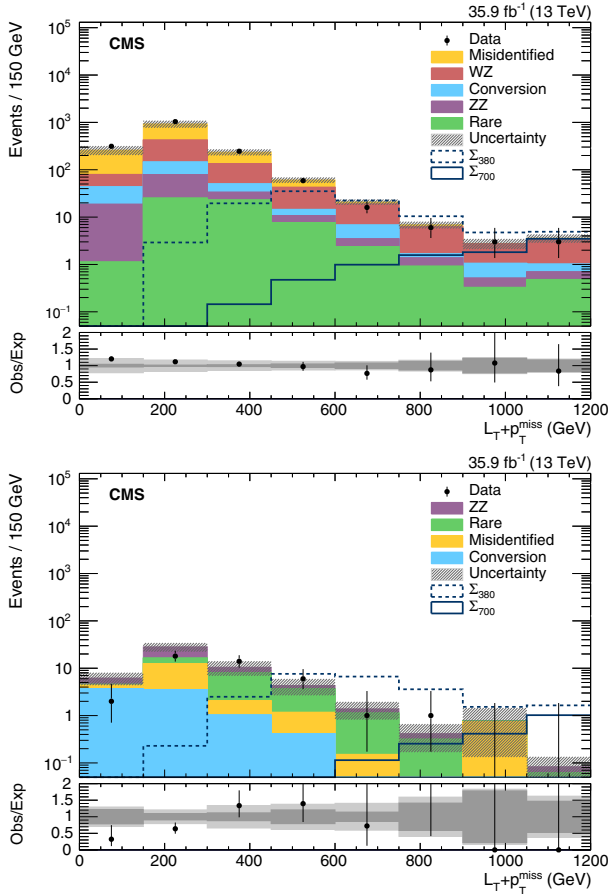 35.9 fb⁻¹ (13 TeV)
CMS
Data
Misidentified
WZ
Conversion
ZZ
Rare
Uncertainty
Σ₃₈₀
Σ₇₀₀
Events / 150 GeV
10⁵
10⁴
10³
10²
10
1
10⁻¹
Obs/Exp
2
1.5
1
0.5
0
0 200 400 600 800 1000 1200
L_T+p_T^miss (GeV)
35.9 fb⁻¹ (13 TeV)
CMS
Data
ZZ
Rare
Misidentified
Conversion
Uncertainty
Σ₃₈₀
Σ₇₀₀
Events / 150 GeV
10⁵
10⁴
10³
10²
10
1
10⁻¹
Obs/Exp
2
1.5
1
0.5
0
0 200 400 600 800 1000 1200
L_T+p_T^miss (GeV)